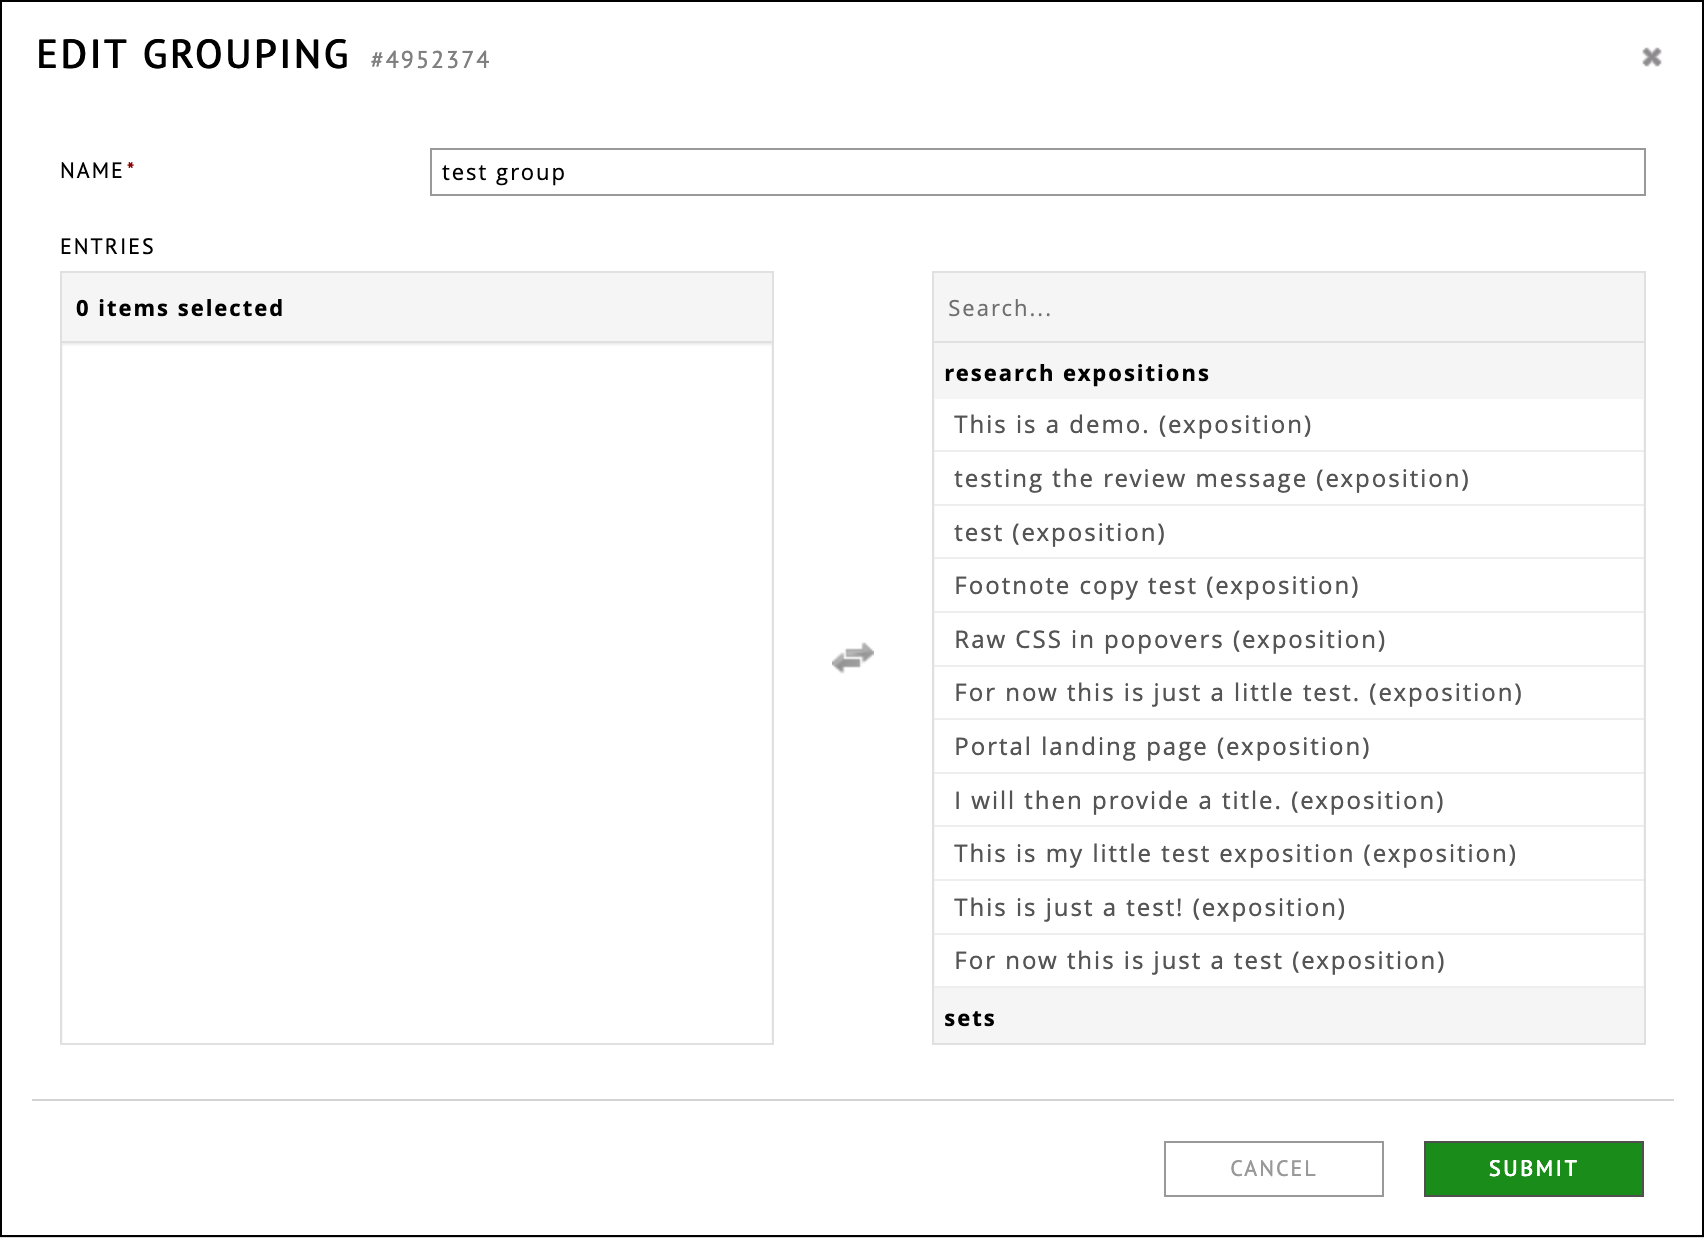 EDIT GROUPING #4952374
NAME*
test group
ENTRIES
0 items selected
Search...
research expositions
This is a demo. (exposition)
testing the review message (exposition)
test (exposition)
Footnote copy test (exposition)
Raw CSS in popovers (exposition)
For now this is just a little test. (exposition)
Portal landing page (exposition)
I will then provide a title. (exposition)
This is my little test exposition (exposition)
This is just a test! (exposition)
For now this is just a test (exposition)
sets
CANCEL
SUBMIT